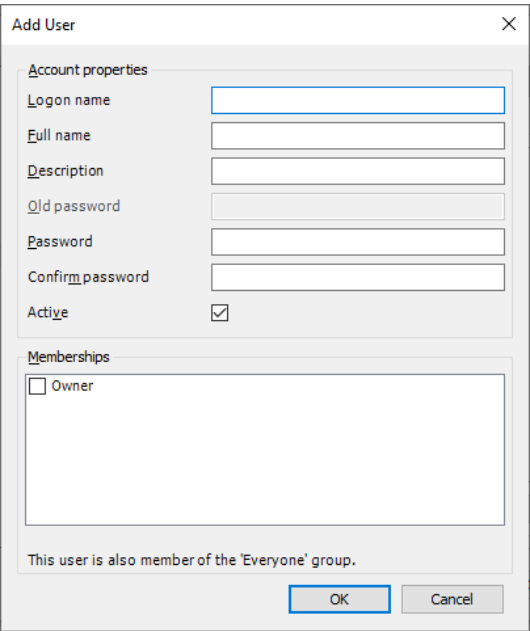 Add User
Account properties
Logon name
Full name
Description
Old password
Password
Confirm password
Active
Memberships
Owner
This user is also member of the 'Everyone' group.
OK Cancel